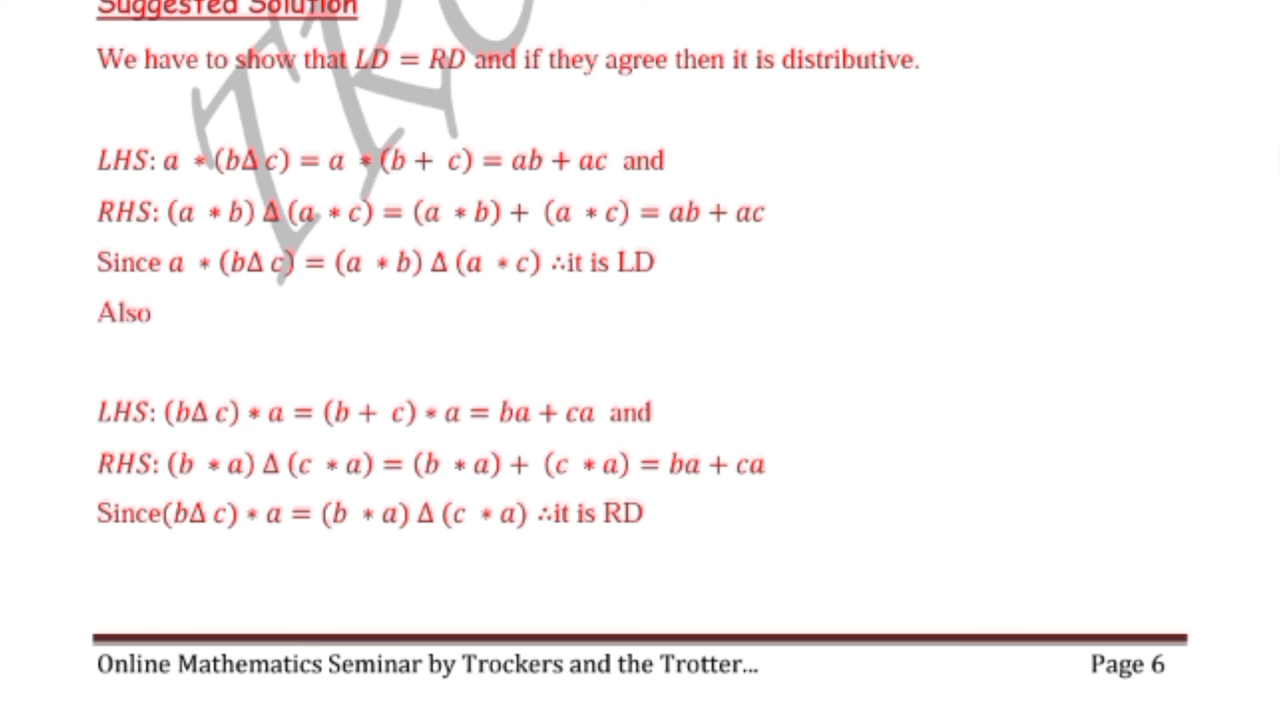 Suggested Solution
We have to show that LD = RD and if they agree then it is distributive.
LHS: a ∗ (bΔ c) = a ∗ (b + c) = ab + ac and
RHS: (a ∗ b) Δ (a ∗ c) = (a ∗ b) + (a ∗ c) = ab + ac
Since a ∗ (bΔ c) = (a ∗ b) Δ (a ∗ c) ∴it is LD
Also
LHS: (bΔ c) ∗ a = (b + c) ∗ a = ba + ca and
RHS: (b ∗ a) Δ (c ∗ a) = (b ∗ a) + (c ∗ a) = ba + ca
Since(bΔ c) ∗ a = (b ∗ a) Δ (c ∗ a) ∴it is RD
Online Mathematics Seminar by Trockers and the Trotter... Page 6